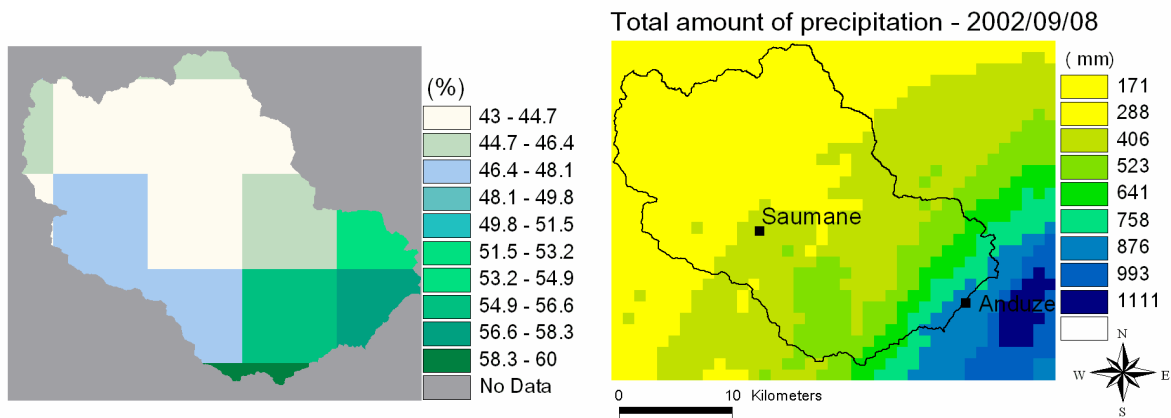 (%)
43 - 44.7
44.7 - 46.4
46.4 - 48.1
48.1 - 49.8
49.8 - 51.5
51.5 - 53.2
53.2 - 54.9
54.9 - 56.6
56.6 - 58.3
58.3 - 60
No Data
Total amount of precipitation - 2002/09/08
(mm)
171
288
406
523
641
758
876
993
1111
Saumane
Anduze
N
W E
S
0 10 Kilometers